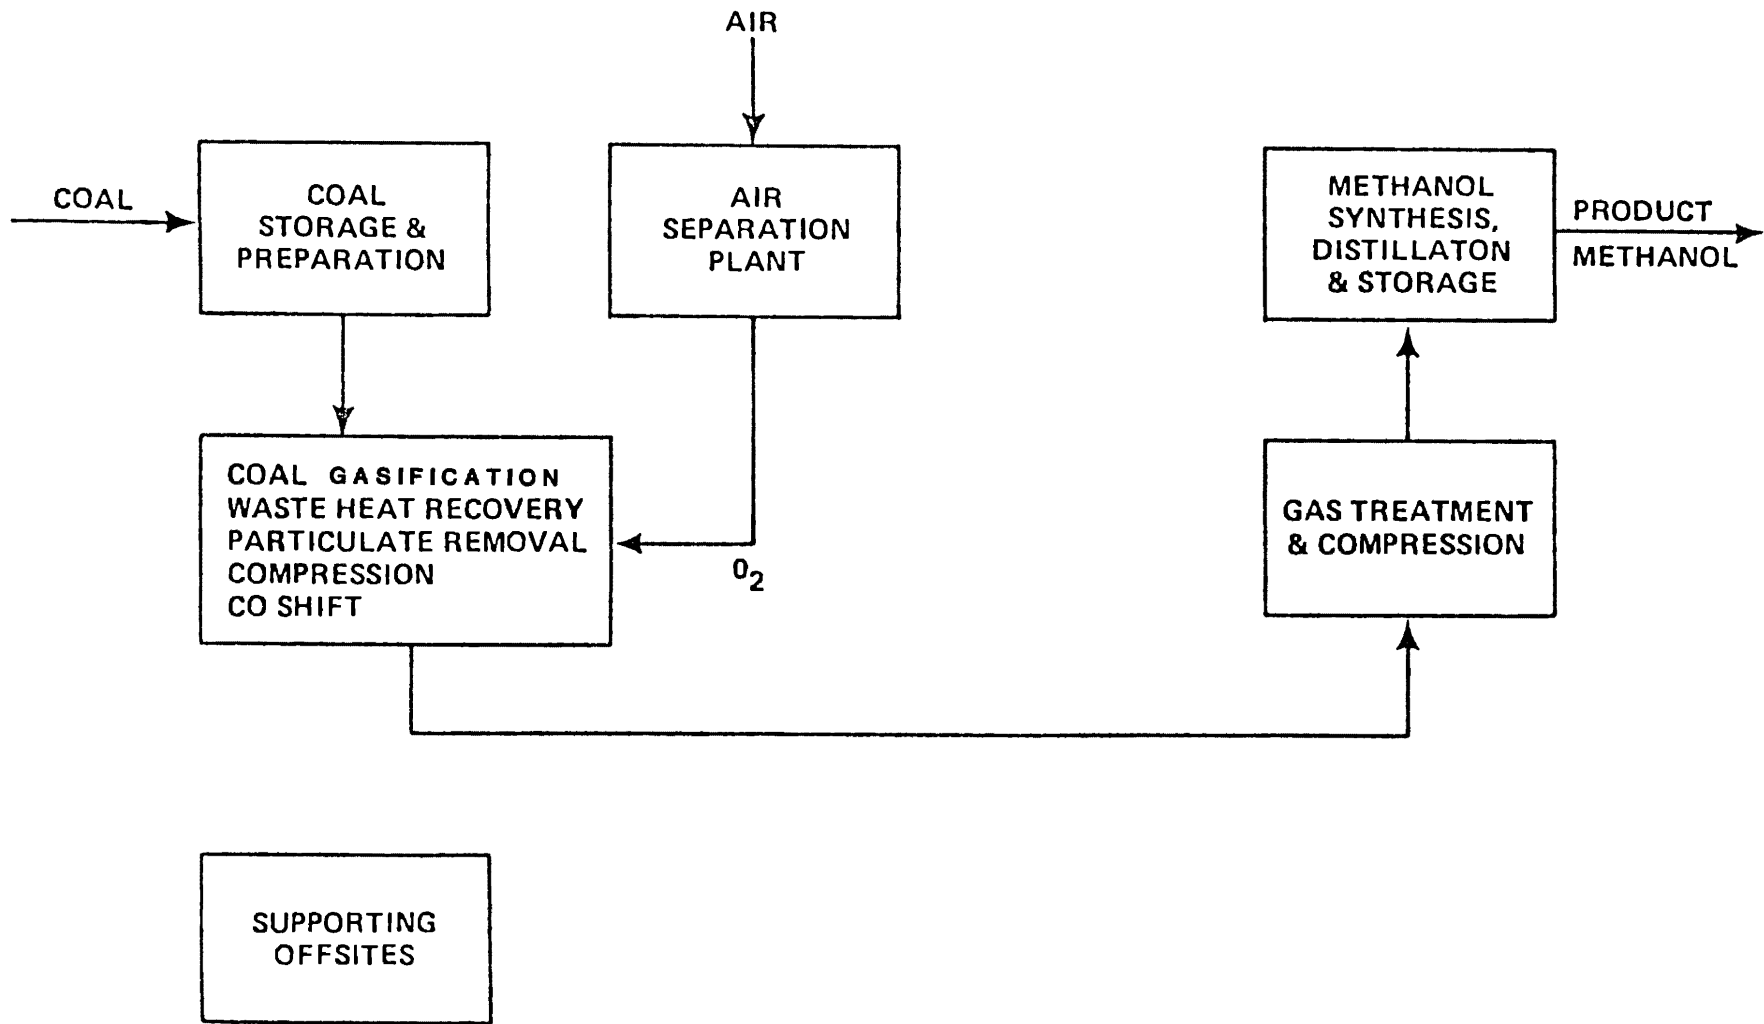 AIR
COAL
COAL
STORAGE &
PREPARATION
AIR
SEPARATION
PLANT
METHANOL
SYNTHESIS,
DISTILLATON
& STORAGE
PRODUCT
METHANOL
COAL GASIFICATION
WASTE HEAT RECOVERY
PARTICULATE REMOVAL
COMPRESSION
CO SHIFT
O2
GAS TREATMENT
& COMPRESSION
SUPPORTING
OFFSITES